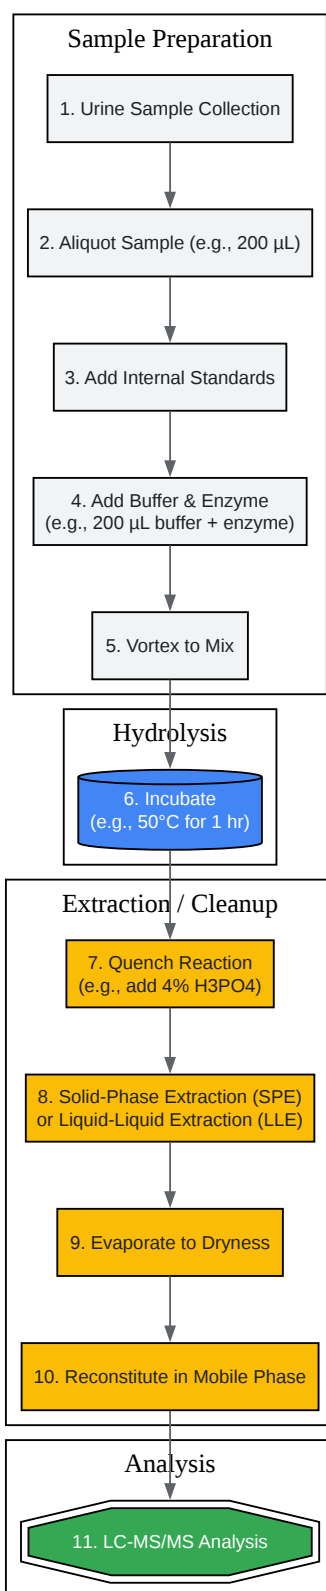 Sample Preparation
1. Urine Sample Collection
2. Aliquot Sample (e.g., 200 µL)
3. Add Internal Standards
4. Add Buffer & Enzyme
(e.g., 200 µL buffer + enzyme)
5. Vortex to Mix
Hydrolysis
6. Incubate
(e.g., 50°C for 1 hr)
Extraction / Cleanup
7. Quench Reaction
(e.g., add 4% H3PO4)
8. Solid-Phase Extraction (SPE)
or Liquid-Liquid Extraction (LLE)
9. Evaporate to Dryness
10. Reconstitute in Mobile Phase
Analysis
11. LC-MS/MS Analysis